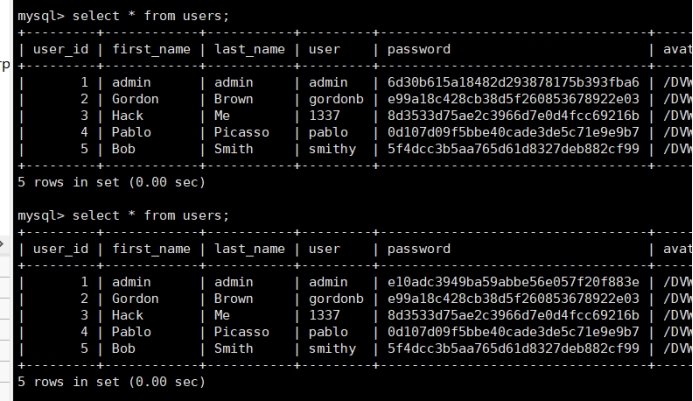 mysql> select * from users;
+---------+------------+-----------+---------+----------------------------------+-----
| user_id | first_name | last_name | user | password | avat
+---------+------------+-----------+---------+----------------------------------+-----
| 1 | admin | admin | admin | 6d30b615a18482d293878175b393fba6 | /DVW
| 2 | Gordon | Brown | gordonb | e99a18c428cb38d5f260853678922e03 | /DVW
| 3 | Hack | Me | 1337 | 8d3533d75ae2c3966d7e0d4fcc69216b | /DVW
| 4 | Pablo | Picasso | pablo | 0d107d09f5bbe40cade3de5c71e9e9b7 | /DVW
| 5 | Bob | Smith | smithy | 5f4dcc3b5aa765d61d8327deb882cf99 | /DVW
+---------+------------+-----------+---------+----------------------------------+-----
5 rows in set (0.00 sec)
mysql> select * from users;
+---------+------------+-----------+---------+----------------------------------+-----
| user_id | first_name | last_name | user | password | avat
+---------+------------+-----------+---------+----------------------------------+-----
| 1 | admin | admin | admin | e10adc3949ba59abbe56e057f20f883e | /DVW
| 2 | Gordon | Brown | gordonb | e99a18c428cb38d5f260853678922e03 | /DVW
| 3 | Hack | Me | 1337 | 8d3533d75ae2c3966d7e0d4fcc69216b | /DVW
| 4 | Pablo | Picasso | pablo | 0d107d09f5bbe40cade3de5c71e9e9b7 | /DVW
| 5 | Bob | Smith | smithy | 5f4dcc3b5aa765d61d8327deb882cf99 | /DVW
+---------+------------+-----------+---------+----------------------------------+-----
5 rows in set (0.00 sec)